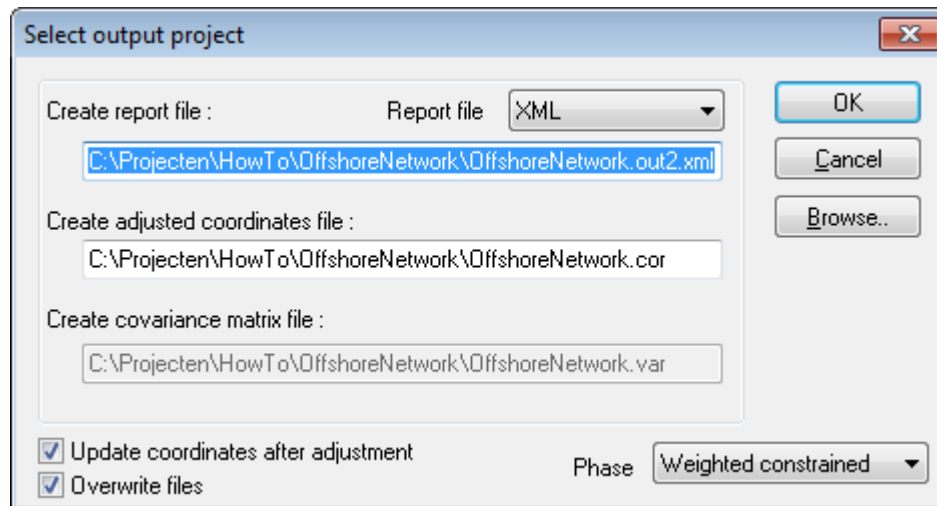 Select output project
Create report file : Report file XML OK
C:\Projecten\HowTo\OffshoreNetwork\OffshoreNetwork.out2.xml Cancel
Create adjusted coordinates file : Browse..
C:\Projecten\HowTo\OffshoreNetwork\OffshoreNetwork.cor
Create covariance matrix file :
C:\Projecten\HowTo\OffshoreNetwork\OffshoreNetwork.var
Update coordinates after adjustment
Phase Weighted constrained
Overwrite files